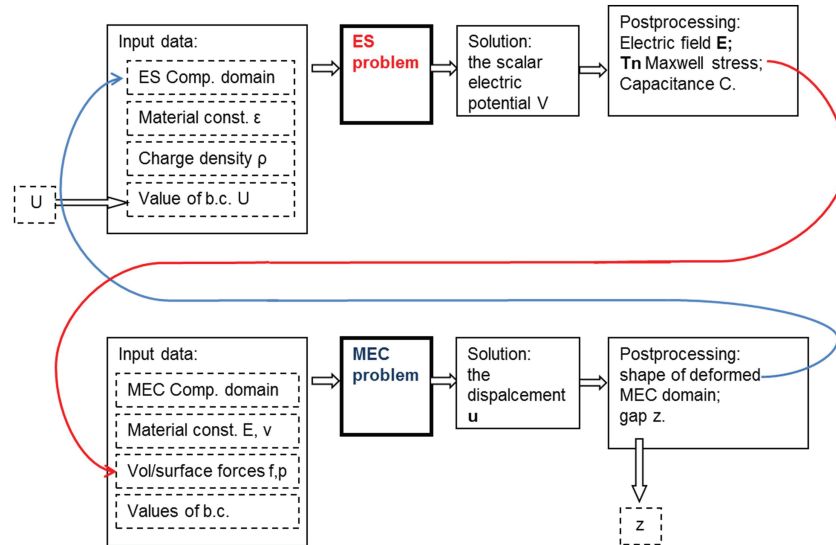 Input data:
ES Comp. domain
Material const. ε
Charge density ρ
Value of b.c. U
U
ES
problem
Solution:
the scalar
electric
potential V
Postprocessing:
Electric field E;
Tn Maxwell stress;
Capacitance C.
Input data:
MEC Comp. domain
Material const. E, ν
Vol/surface forces f,p
Values of b.c.
MEC
problem
Solution:
the
dispalcement
u
Postprocessing:
shape of deformed
MEC domain;
gap z.
z